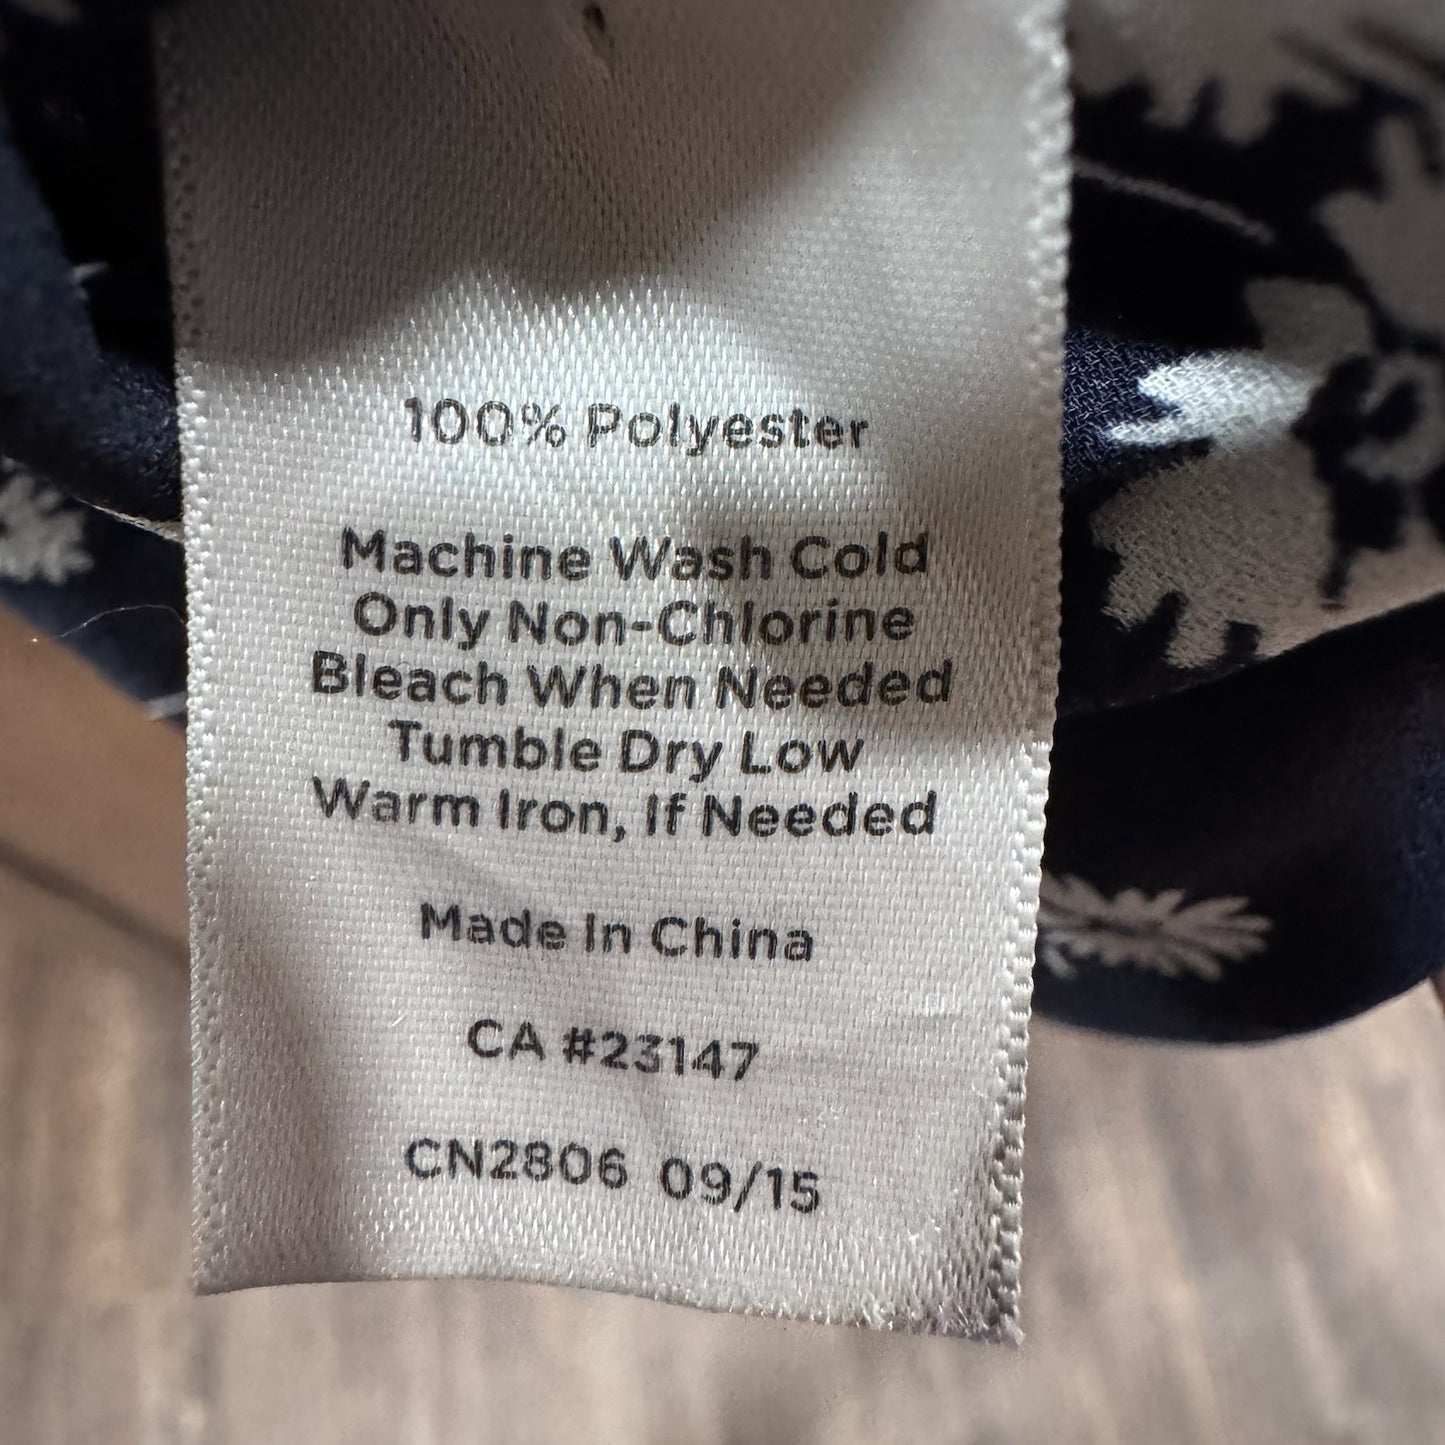 100% Polyester
Machine Wash Cold
Only Non-Chlorine
Bleach When Needed
Tumble Dry Low
Warm Iron, If Needed
Made In China
CA #23147
CN2806 09/15